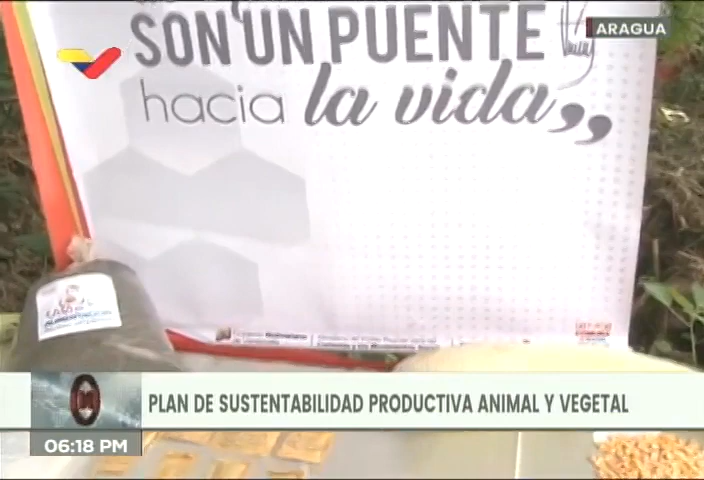 SON UN PUENTE
hacia la vida,,
ARAGUA
PLAN DE SUSTENTABILIDAD PRODUCTIVA ANIMAL Y VEGETAL
06:18 PM